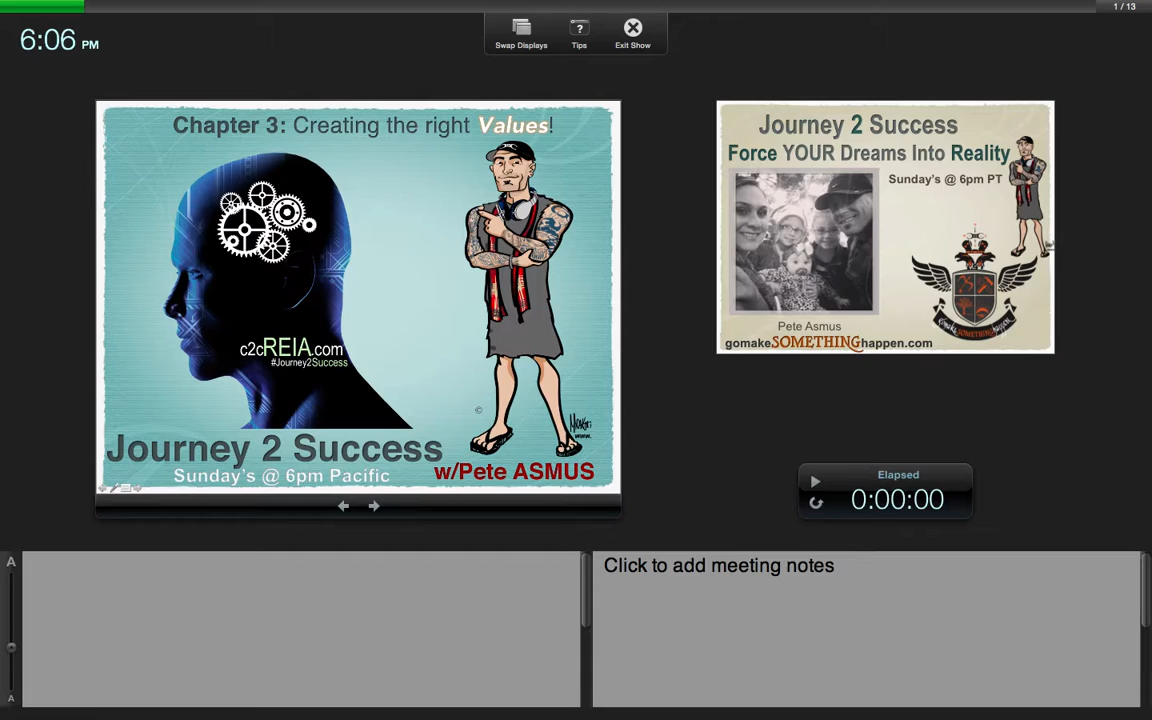 1 / 13
6:06 PM
Swap Displays
Tips
Exit Show
Chapter 3: Creating the right Values!
c2cREIA.com
#Journey2Success
©
www.
Journey 2 Success
Sunday's @ 6pm Pacific
w/Pete ASMUS
Journey 2 Success
Force YOUR Dreams Into Reality
Sunday's @ 6pm PT
Pete Asmus
gomakeSOMETHINGhappen.com
gomakeSOMETHINGhappen
Elapsed
0:00:00
A
A
Click to add meeting notes